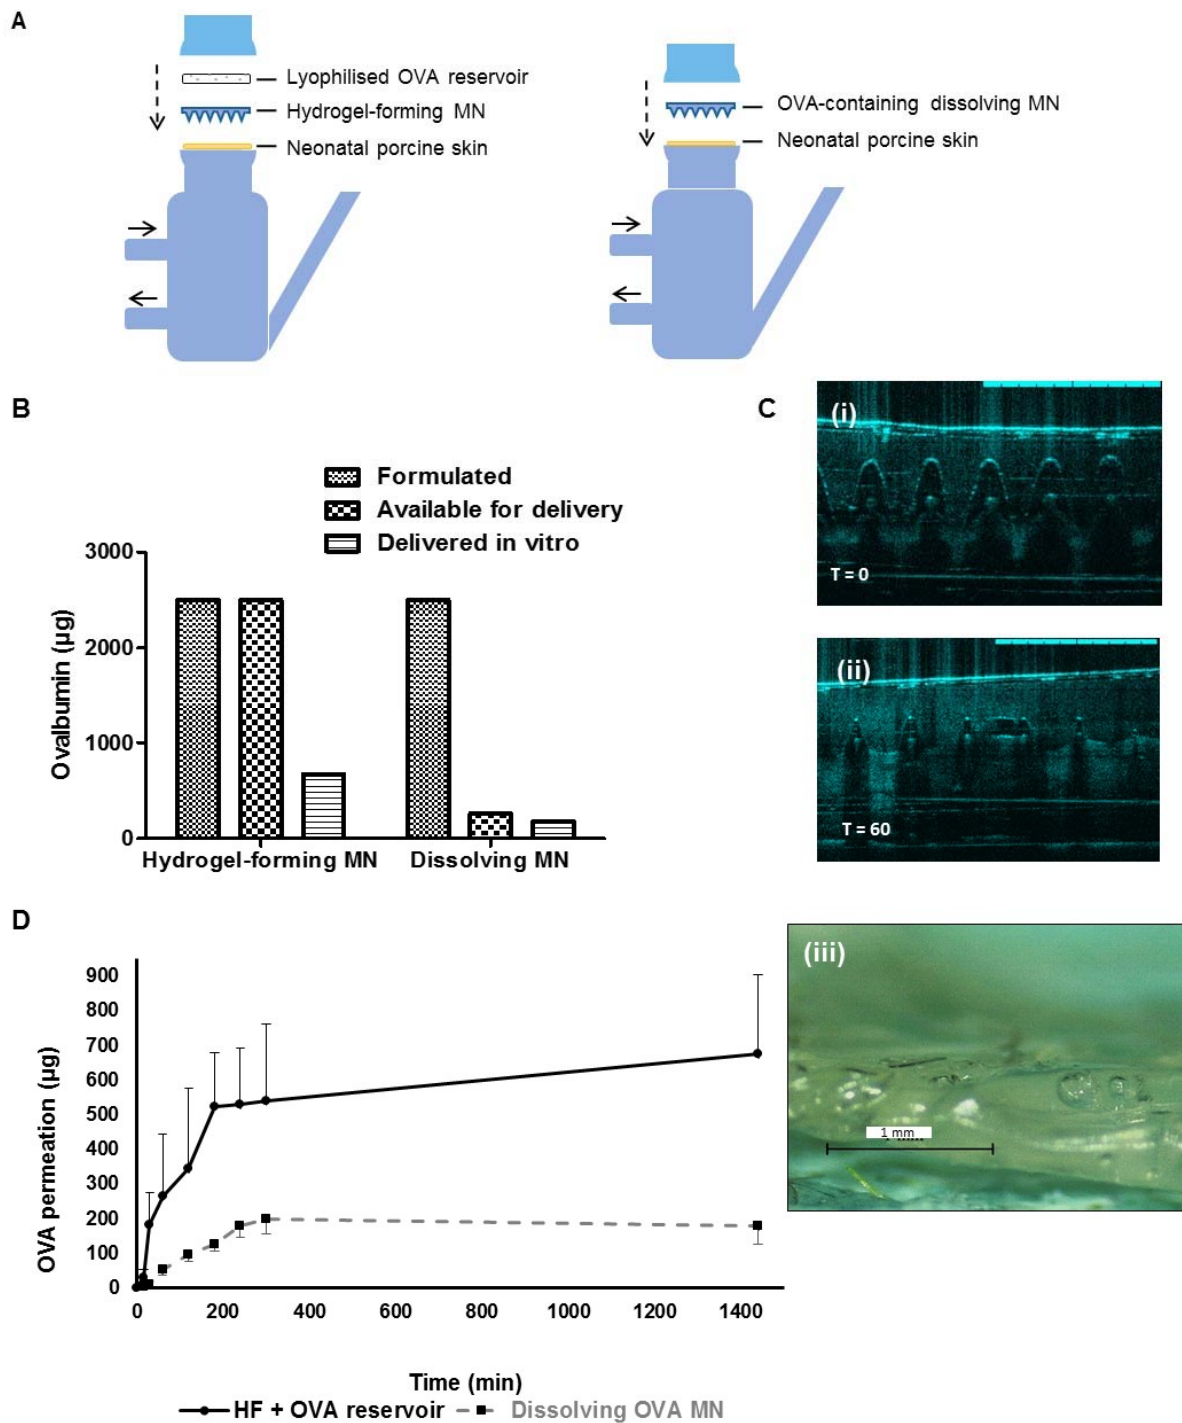 A
Lyophilised OVA reservoir
Hydrogel-forming MN
Neonatal porcine skin
OVA-containing dissolving MN
Neonatal porcine skin
B
Formulated
Available for delivery
Delivered in vitro
3000
2000
1000
0
Ovalbumin (µg)
Hydrogel-forming MN
Dissolving MN
C
(i)
T = 0
(ii)
T = 60
(iii)
1 mm
D
900
800
700
600
500
400
300
200
100
0
OVA permeation (µg)
0 200 400 600 800 1000 1200 1400
Time (min)
HF + OVA reservoir
Dissolving OVA MN